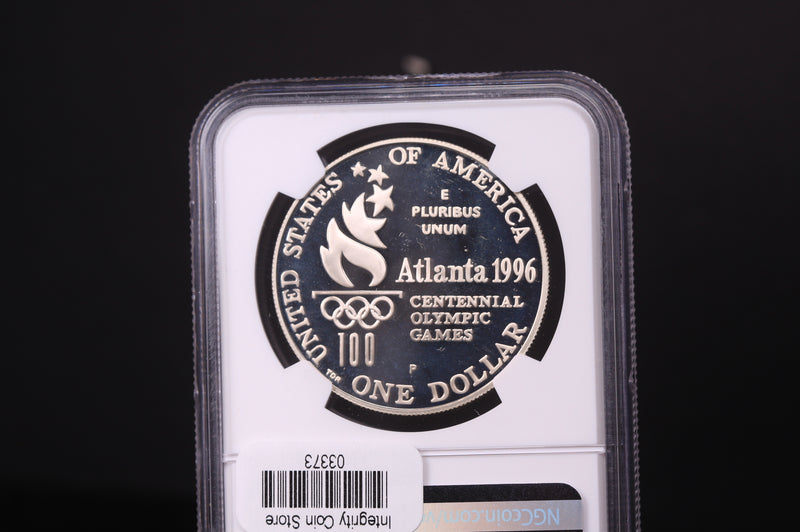 UNITED STATES OF AMERICA
E
PLURIBUS
UNUM
Atlanta 1996
CENTENNIAL
OLYMPIC
GAMES
100
P
TDR
ONE DOLLAR
03373
Integrity Coin Store
NGCcoin.com/